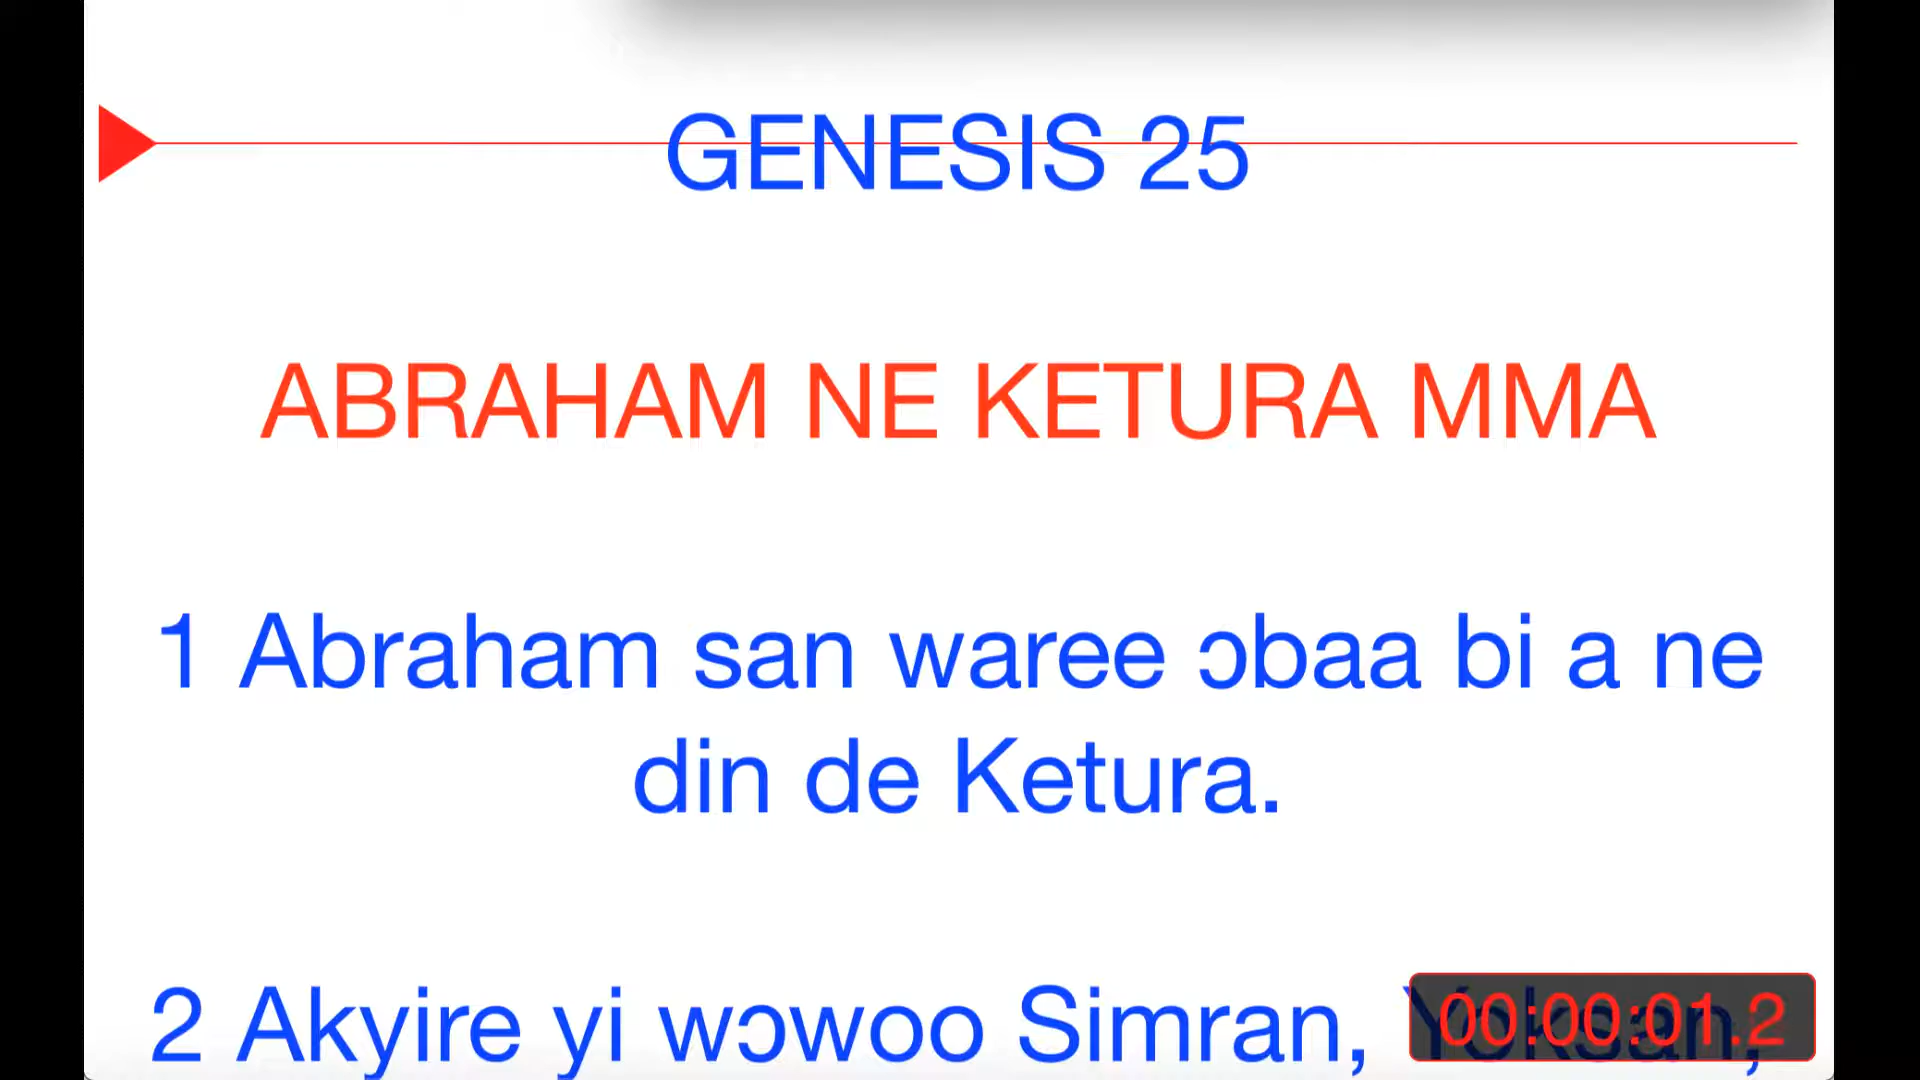 GENESIS 25
ABRAHAM NE KETURA MMA
1 Abraham san waree ɔbaa bi a ne
din de Ketura.
2 Akyire yi wɔwoo Simran, Yoksan,
00:00:01.2